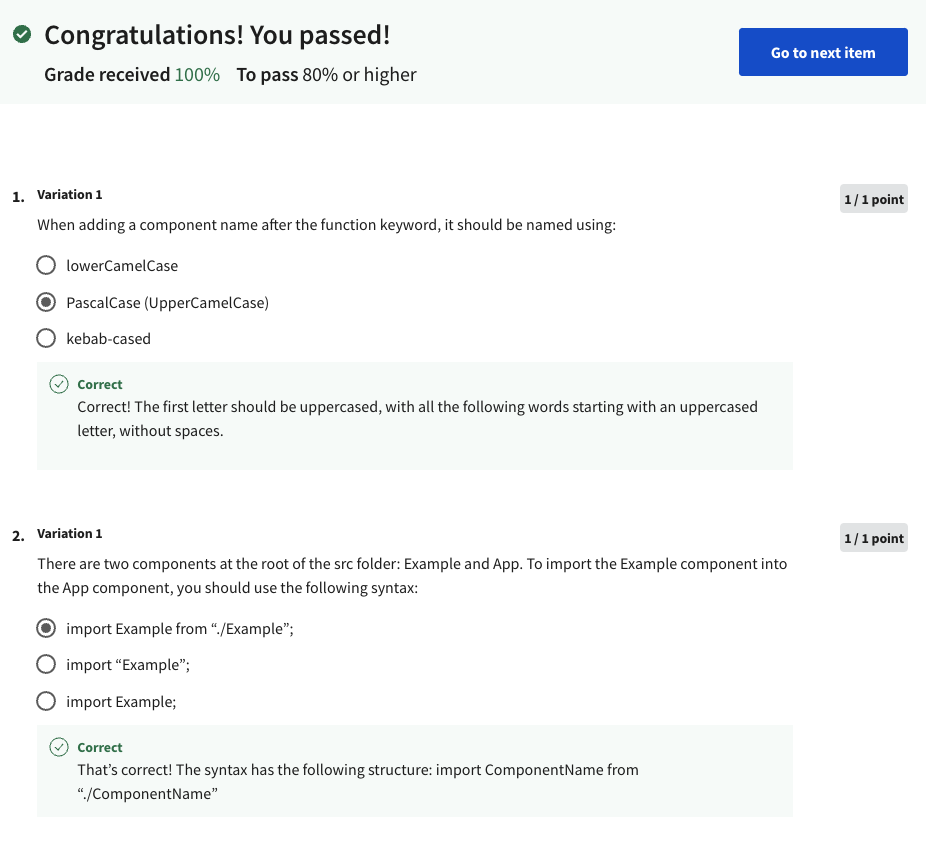 Congratulations! You passed!
Grade received 100% To pass 80% or higher
Go to next item
1. Variation 1
1 / 1 point
When adding a component name after the function keyword, it should be named using:
lowerCamelCase
PascalCase (UpperCamelCase)
kebab-cased
Correct
Correct! The first letter should be uppercased, with all the following words starting with an uppercased
letter, without spaces.
2. Variation 1
1 / 1 point
There are two components at the root of the src folder: Example and App. To import the Example component into
the App component, you should use the following syntax:
import Example from “./Example”;
import “Example”;
import Example;
Correct
That’s correct! The syntax has the following structure: import ComponentName from
“./ComponentName”